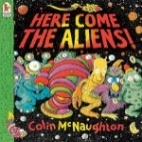 HERE COME
THE ALIENS!
Colin McNaughton